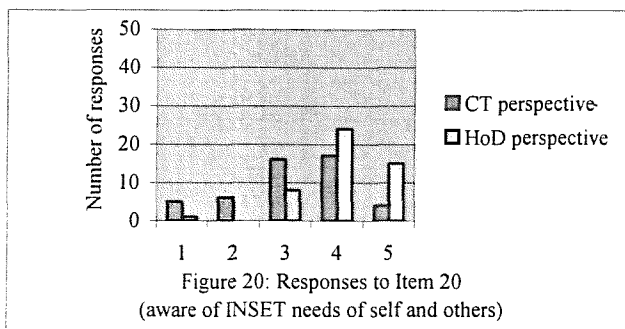 50
40
30
20
10
0
Number of responses
1 2 3 4 5
CT perspective
HoD perspective
Figure 20: Responses to Item 20
(aware of INSET needs of self and others)